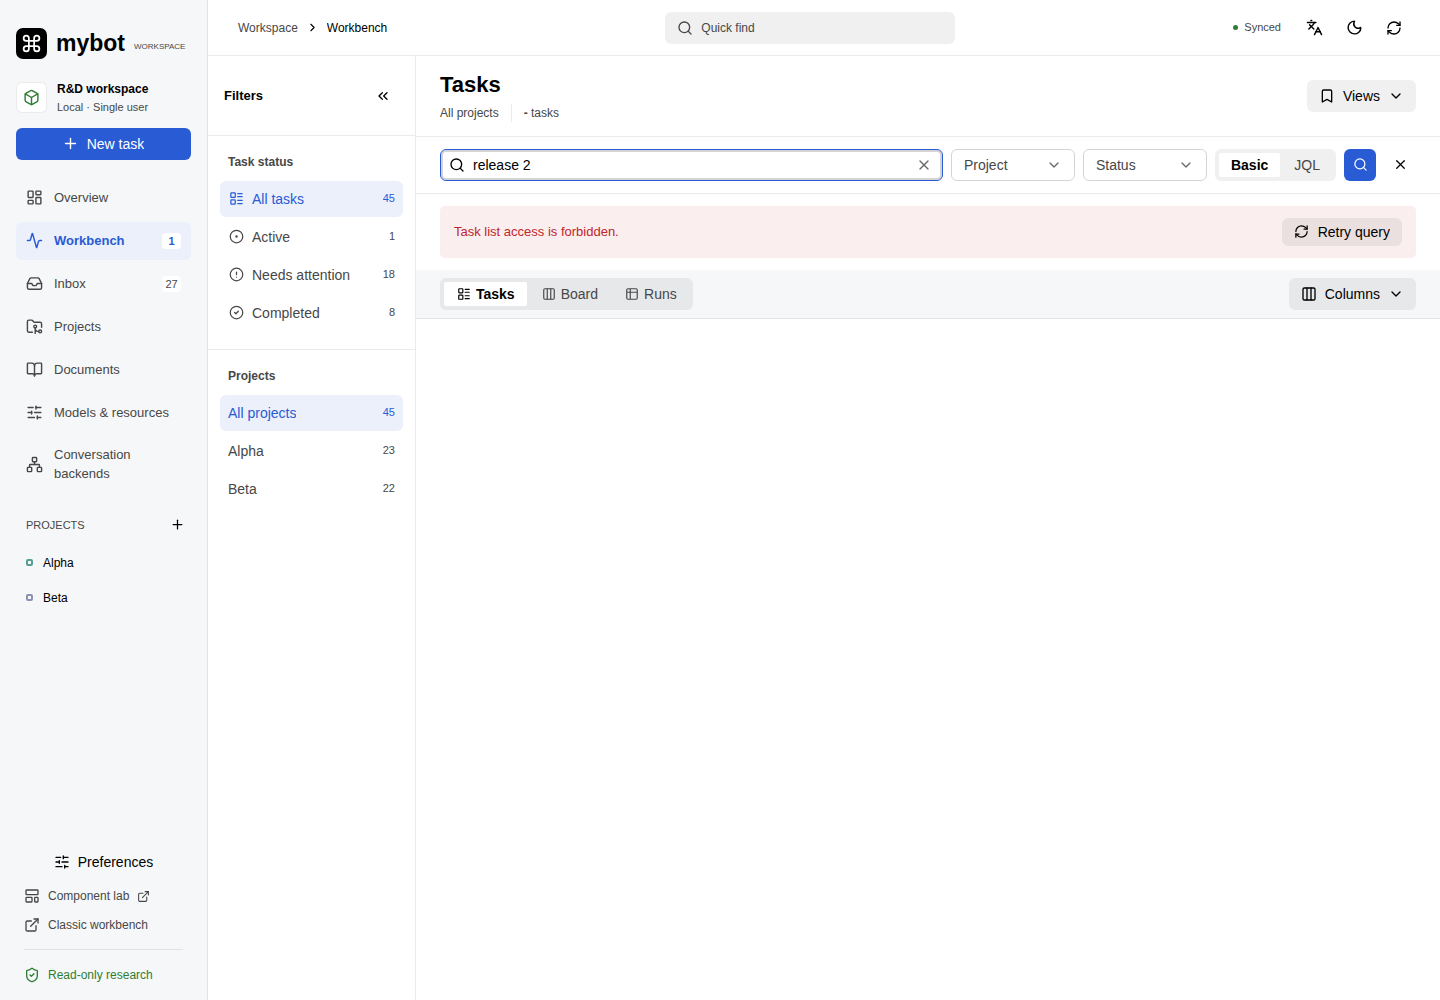 mybot WORKSPACE
R&D workspace
Local · Single user
New task
Overview
Workbench 1
Inbox 27
Projects
Documents
Models & resources
Conversation
backends
PROJECTS
Alpha
Beta
Preferences
Component lab
Classic workbench
Read-only research
Workspace Workbench
Quick find
Synced
Filters
Task status
All tasks 45
Active 1
Needs attention 18
Completed 8
Projects
All projects 45
Alpha 23
Beta 22
Tasks
All projects - tasks
Views
release 2
Project
Status
Basic JQL
Task list access is forbidden.
Retry query
Tasks Board Runs
Columns